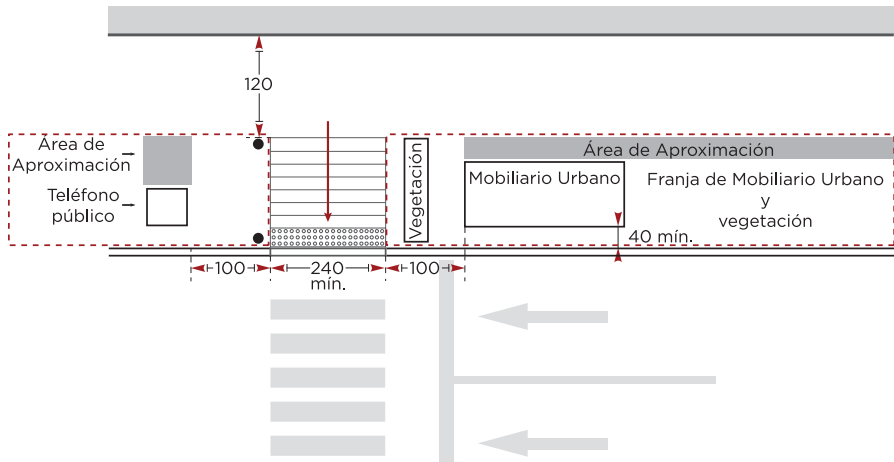 120
Área de
Aproximación
Teléfono
público
Vegetación
Área de Aproximación
Mobiliario Urbano
Franja de Mobiliario Urbano
y
vegetación
40 mín.
100
240
mín.
100